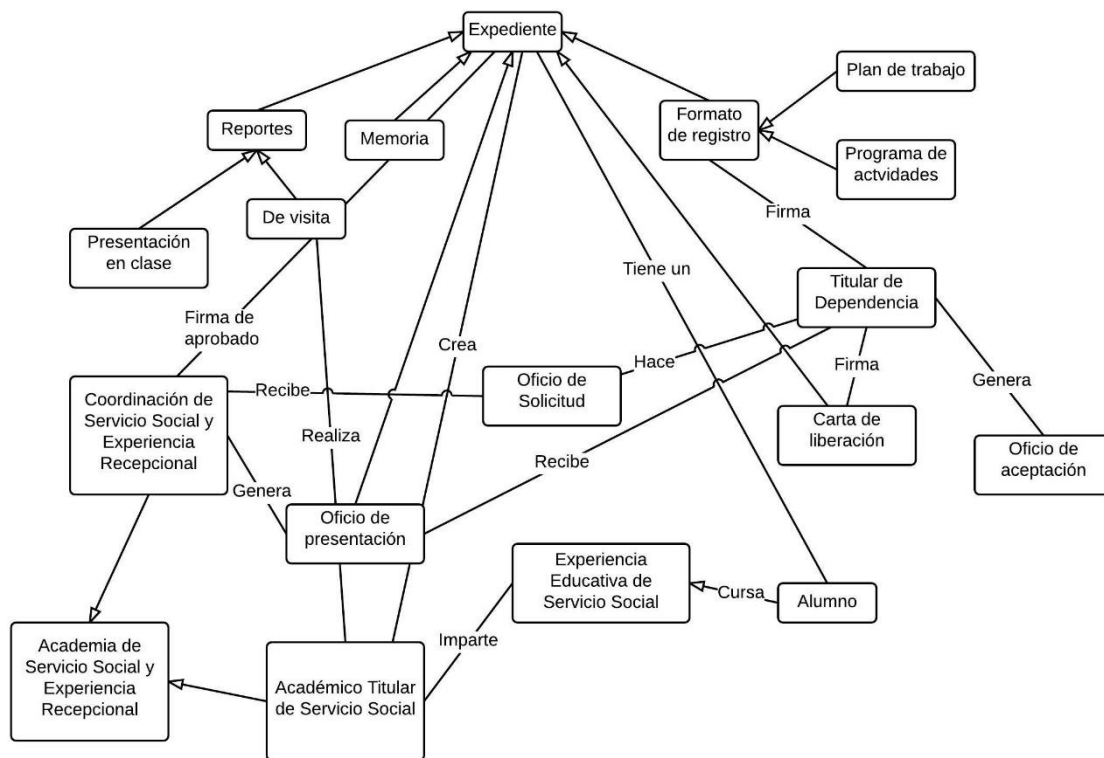 Expediente
Plan de trabajo
Reportes
Memoria
Formato
de registro
Programa de
actvidades
De visita
Firma
Presentación
en clase
Tiene un
Titular de
Dependencia
Firma de
aprobado
Crea
Hace
Firma
Genera
Coordinación de
Servicio Social y
Experiencia
Recepcional
Recibe
Oficio de
Solicitud
Carta de
liberación
Oficio de
aceptación
Realiza
Recibe
Genera
Oficio de
presentación
Experiencia
Educativa de
Servicio Social
Cursa
Alumno
Academia de
Servicio Social y
Experiencia
Recepcional
Imparte
Académico Titular
de Servicio Social